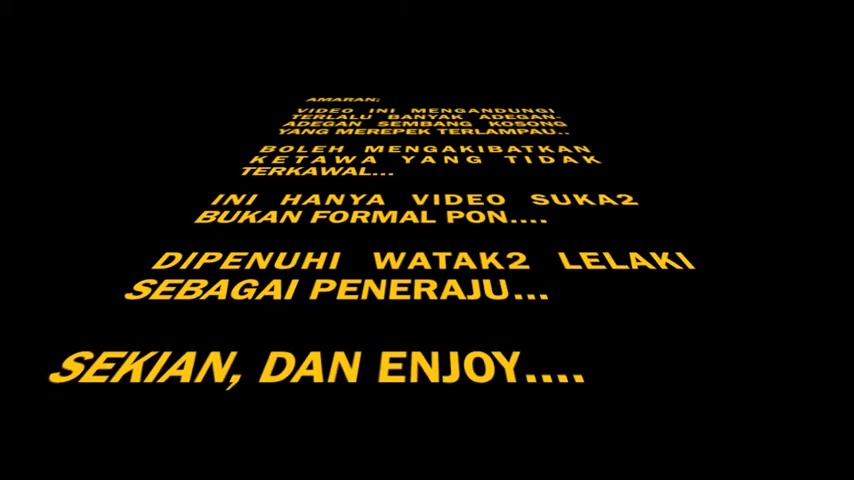 AMARAN;
VIDEO INI MENGANDUNGI
TERLALU BANYAK ADEGAN-
ADEGAN SEMBANG KOSONG
YANG MEREPEK TERLAMPAU..
BOLEH MENGAKIBATKAN
KETAWA YANG TIDAK
TERKAWAL...
INI HANYA VIDEO SUKA2
BUKAN FORMAL PON....
DIPENUHI WATAK2 LELAKI
SEBAGAI PENERAJU...
SEKIAN, DAN ENJOY....